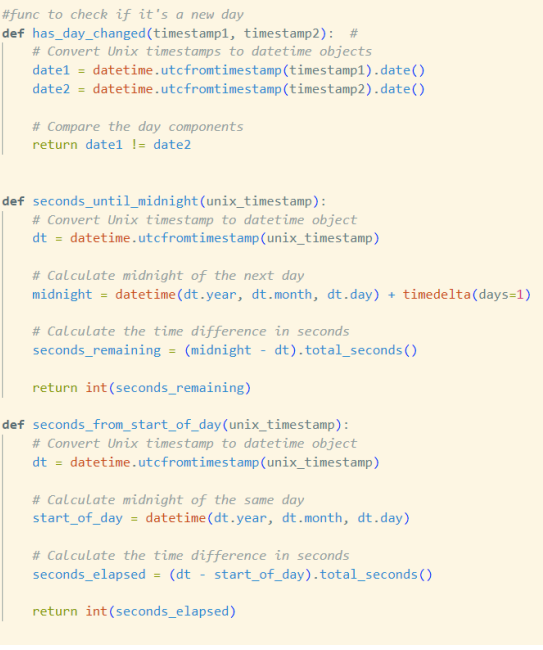 #func to check if it's a new day
def has_day_changed(timestamp1, timestamp2):  #
    # Convert Unix timestamps to datetime objects
    date1 = datetime.utcfromtimestamp(timestamp1).date()
    date2 = datetime.utcfromtimestamp(timestamp2).date()

    # Compare the day components
    return date1 != date2


def seconds_until_midnight(unix_timestamp):
    # Convert Unix timestamp to datetime object
    dt = datetime.utcfromtimestamp(unix_timestamp)

    # Calculate midnight of the next day
    midnight = datetime(dt.year, dt.month, dt.day) + timedelta(days=1)

    # Calculate the time difference in seconds
    seconds_remaining = (midnight - dt).total_seconds()

    return int(seconds_remaining)

def seconds_from_start_of_day(unix_timestamp):
    # Convert Unix timestamp to datetime object
    dt = datetime.utcfromtimestamp(unix_timestamp)

    # Calculate midnight of the same day
    start_of_day = datetime(dt.year, dt.month, dt.day)

    # Calculate the time difference in seconds
    seconds_elapsed = (dt - start_of_day).total_seconds()

    return int(seconds_elapsed)